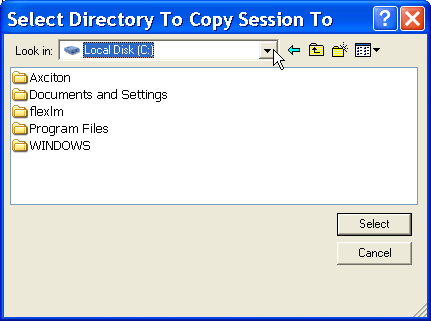 Select Directory To Copy Session To
Look in: Local Disk (C:
Axciton
Documents and Settings
flexlm
Program Files
WINDOWS
Select
Cancel